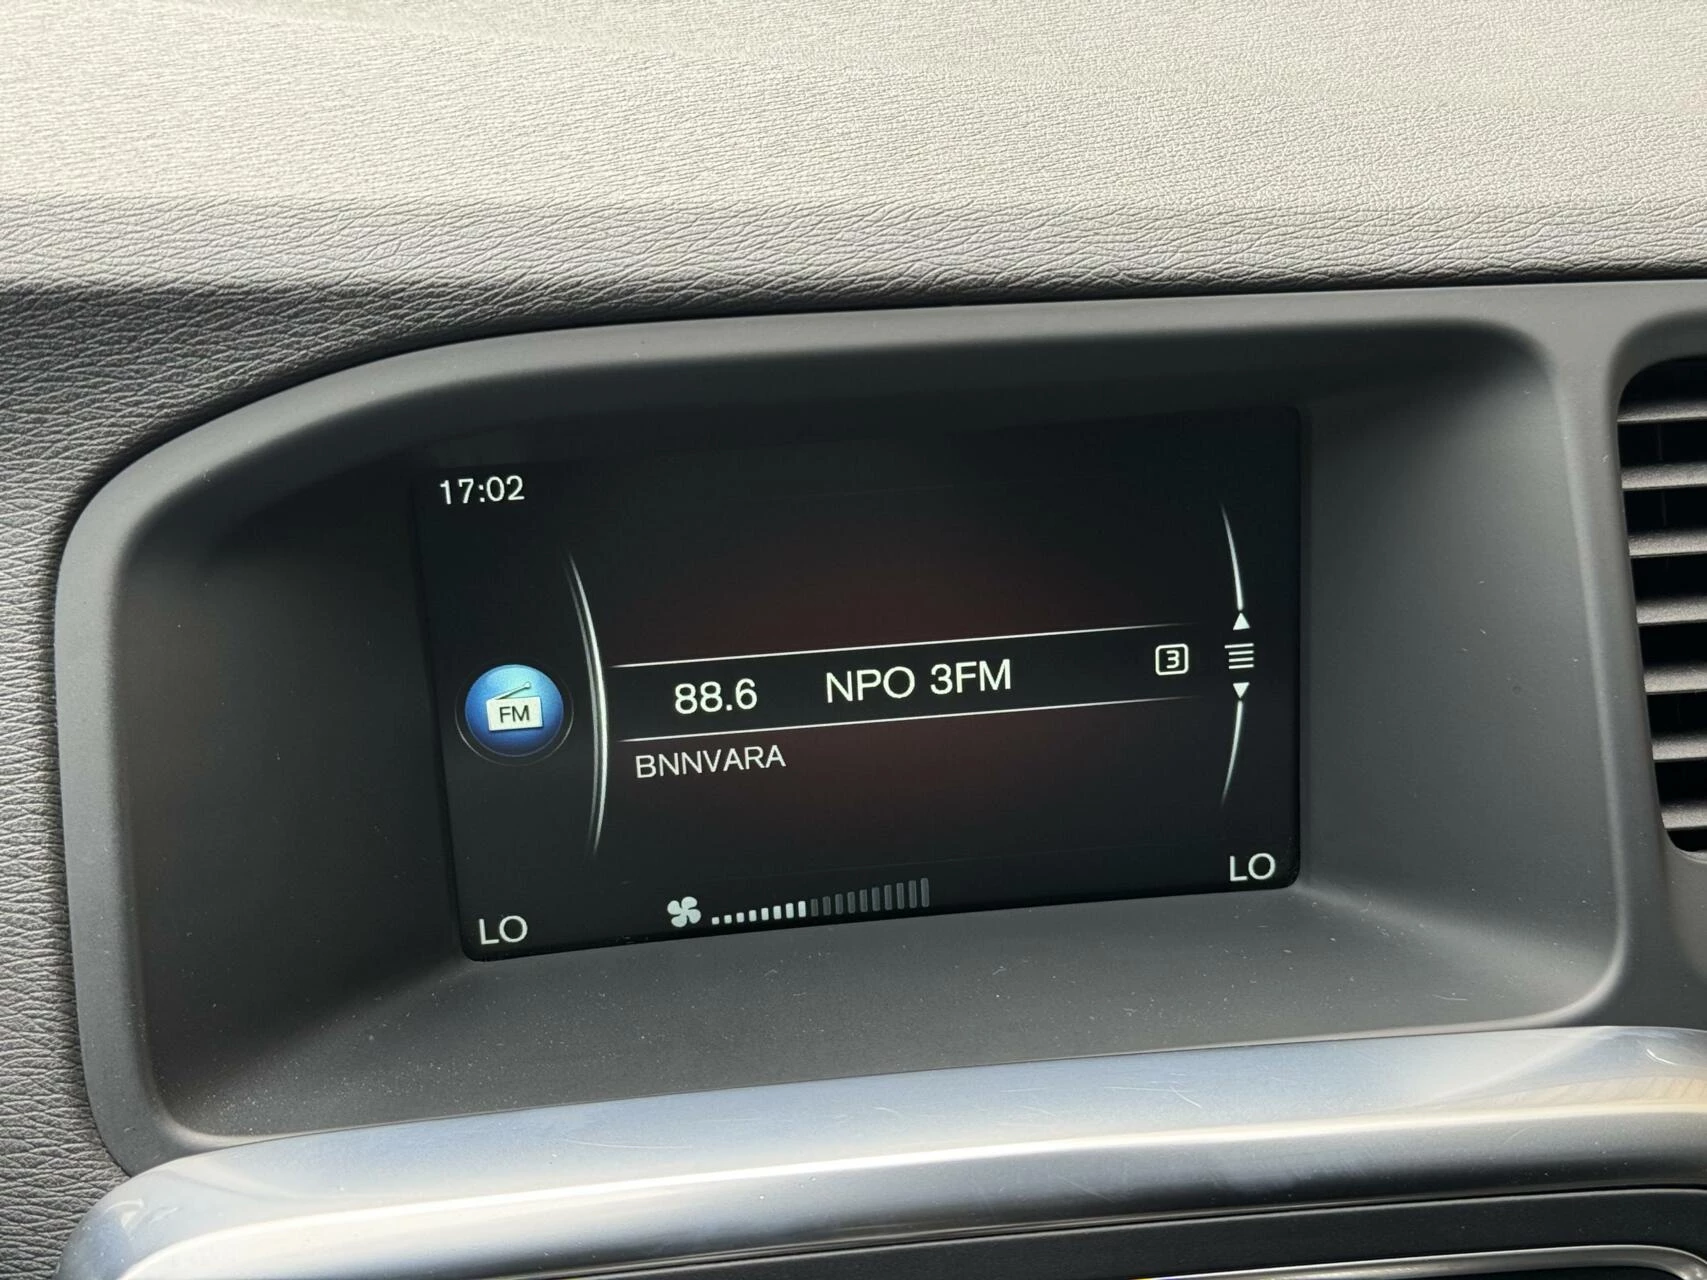 17:02
FM
88.6 NPO 3FM 3
BNNVARA
LO
LO